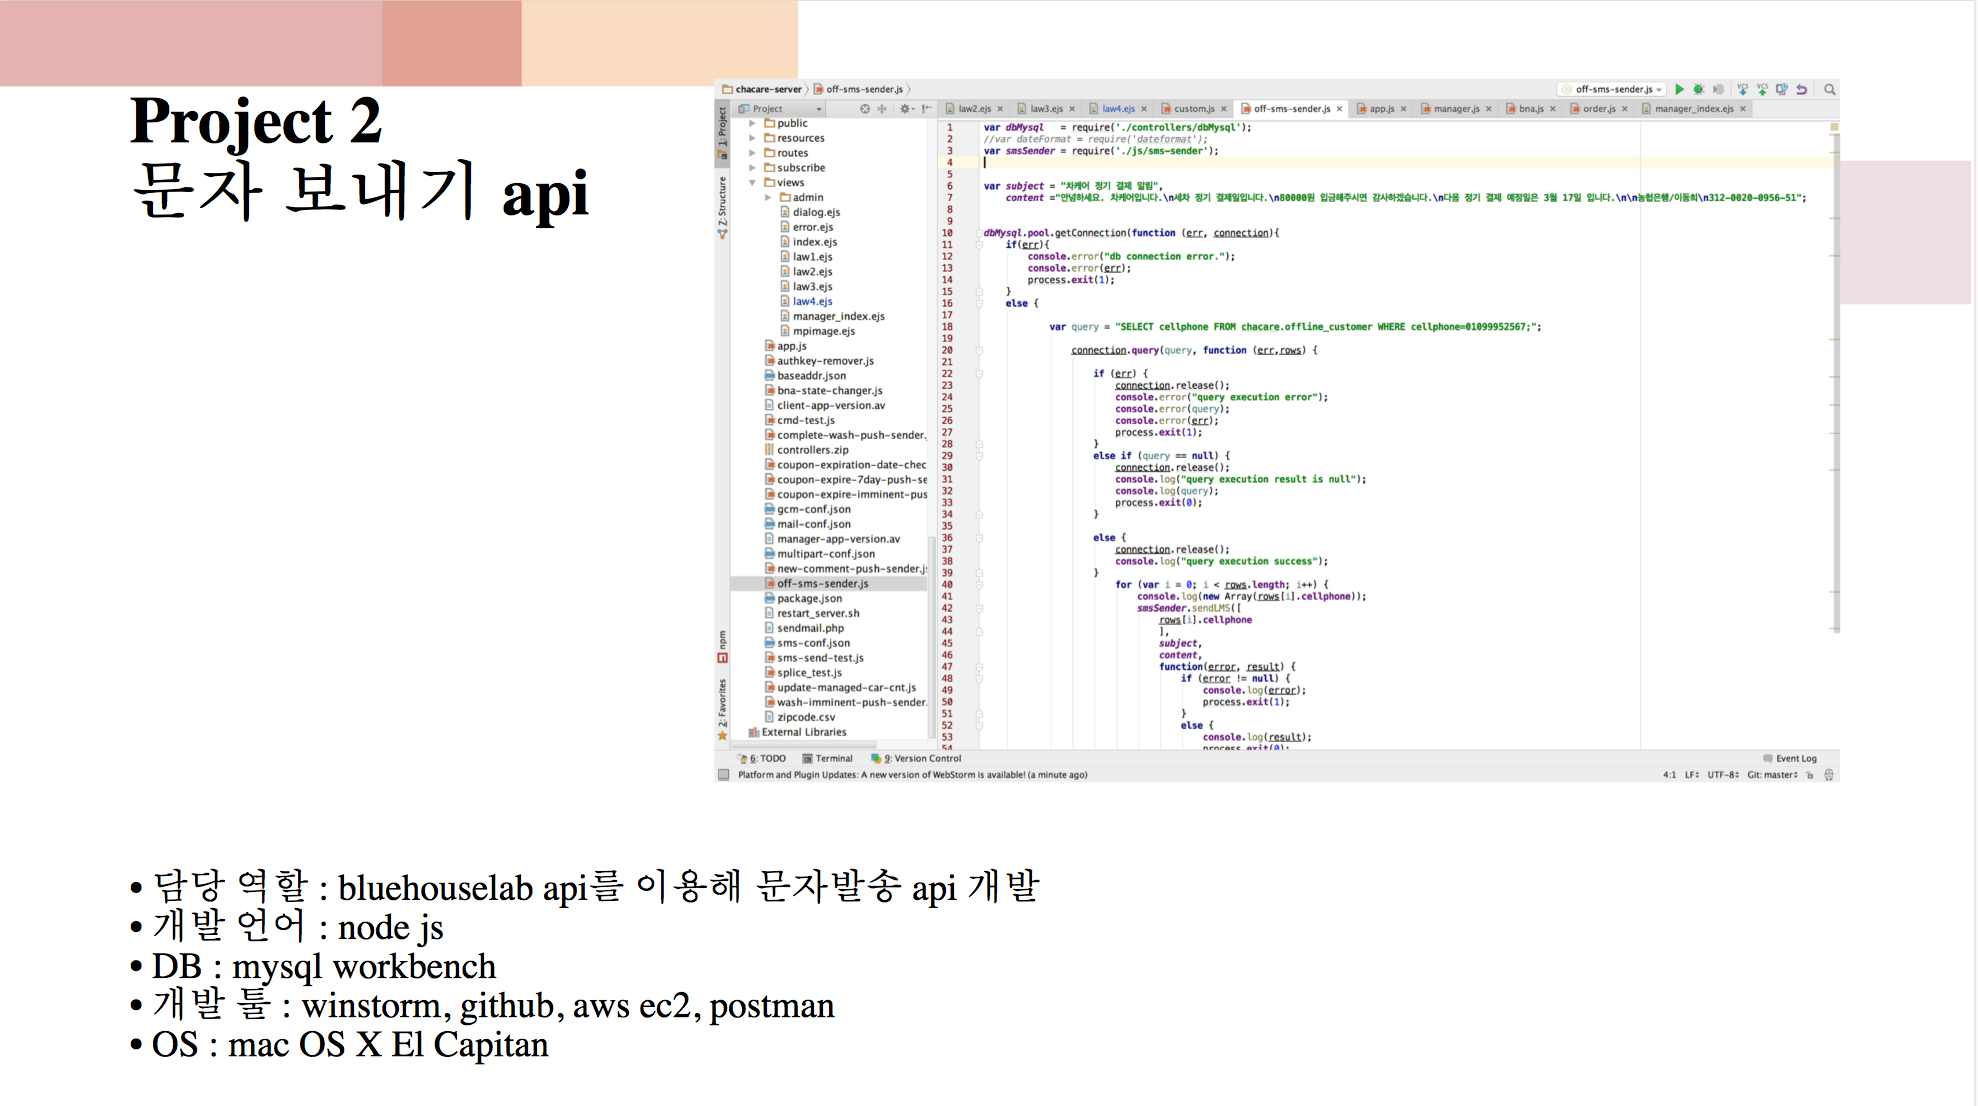 Project 2
문자 보내기 api
chacare-server
off-sms-sender.js
off-sms-sender.js
Project
law2.ejs
law3.ejs
law4.ejs
custom.js
off-sms-sender.js
app.js
manager.js
bna.js
order.js
manager_index.ejs
1: Project
7: Structure
npm
2: Favorites
public
resources
routes
subscribe
views
admin
dialog.ejs
error.ejs
index.ejs
law1.ejs
law2.ejs
law3.ejs
law4.ejs
manager_index.ejs
mpimage.ejs
app.js
authkey-remover.js
baseaddr.json
bna-state-changer.js
client-app-version.av
cmd-test.js
complete-wash-push-sender.
controllers.zip
coupon-expiration-date-chec
coupon-expire-7day-push-se
coupon-expire-imminent-pus
gcm-conf.json
mail-conf.json
manager-app-version.av
multipart-conf.json
new-comment-push-sender.js
off-sms-sender.js
package.json
restart_server.sh
sendmail.php
sms-conf.json
sms-send-test.js
splice_test.js
update-managed-car-cnt.js
wash-imminent-push-sender.
zipcode.csv
External Libraries
1 var dbMysql = require('./controllers/dbMysql');
2 //var dateFormat = require('dateformat');
3 var smsSender = require('./js/sms-sender');
4
5
6 var subject = "차케어 정기 결제 알림",
7 content ="안녕하세요. 차케어입니다.\n세차 정기 결제일입니다.\n80000원 입금해주시면 감사하겠습니다.\n다음 정기 결제 예정일은 3월 17일 입니다.\n\n농협은행/이동희\n312-0020-0956-51";
8
9
10 dbMysql.pool.getConnection(function (err, connection){
11 if(err){
12 console.error("db connection error.");
13 console.error(err);
14 process.exit(1);
15 }
16 else {
17
18 var query = "SELECT cellphone FROM chacare.offline_customer WHERE cellphone=01099952567;";
19
20 connection.query(query, function (err,rows) {
21
22 if (err) {
23 connection.release();
24 console.error("query execution error");
25 console.error(query);
26 console.error(err);
27 process.exit(1);
28 }
29 else if (query == null) {
30 connection.release();
31 console.log("query execution result is null");
32 console.log(query);
33 process.exit(0);
34 }
35
36 else {
37 connection.release();
38 console.log("query execution success");
39 }
40 for (var i = 0; i < rows.length; i++) {
41 console.log(new Array(rows[i].cellphone));
42 smsSender.sendLMS([
43 rows[i].cellphone
44 ],
45 subject,
46 content,
47 function(error, result) {
48 if (error != null) {
49 console.log(error);
50 process.exit(1);
51 }
52 else {
53 console.log(result);
54 process.exit(0);
6: TODO
Terminal
9: Version Control
Event Log
Platform and Plugin Updates: A new version of WebStorm is available! (a minute ago)
4:1 LF÷ UTF-8÷ Git: master÷
• 담당 역할 : bluehouselab api를 이용해 문자발송 api 개발
• 개발 언어 : node js
• DB : mysql workbench
• 개발 툴 : winstorm, github, aws ec2, postman
• OS : mac OS X El Capitan